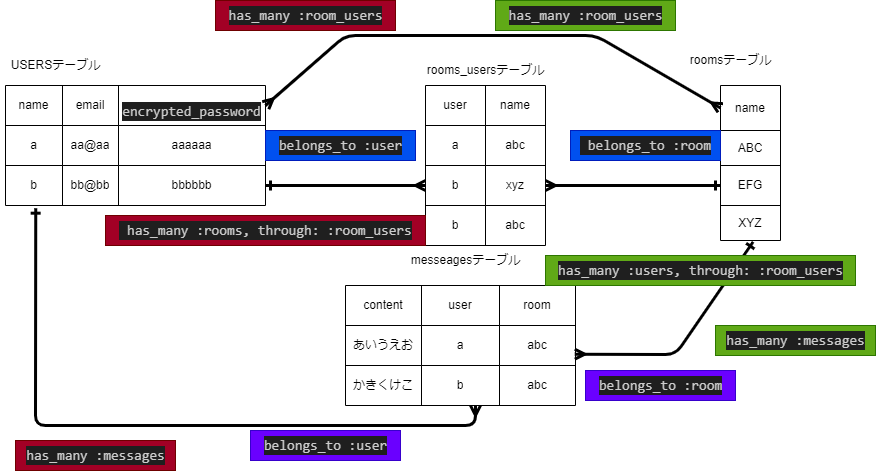 has_many :room_users
has_many :room_users
USERSテーブル
rooms_usersテーブル
roomsテーブル
name email encrypted_password
a aa@aa aaaaaa
b bb@bb bbbbbb
user name
a abc
b xyz
b abc
name
ABC
EFG
XYZ
belongs_to :user
belongs_to :room
has_many :rooms, through: :room_users
messeagesテーブル
has_many :users, through: :room_users
content user room
あいうえお a abc
かきくけこ b abc
has_many :messages
belongs_to :room
belongs_to :user
has_many :messages